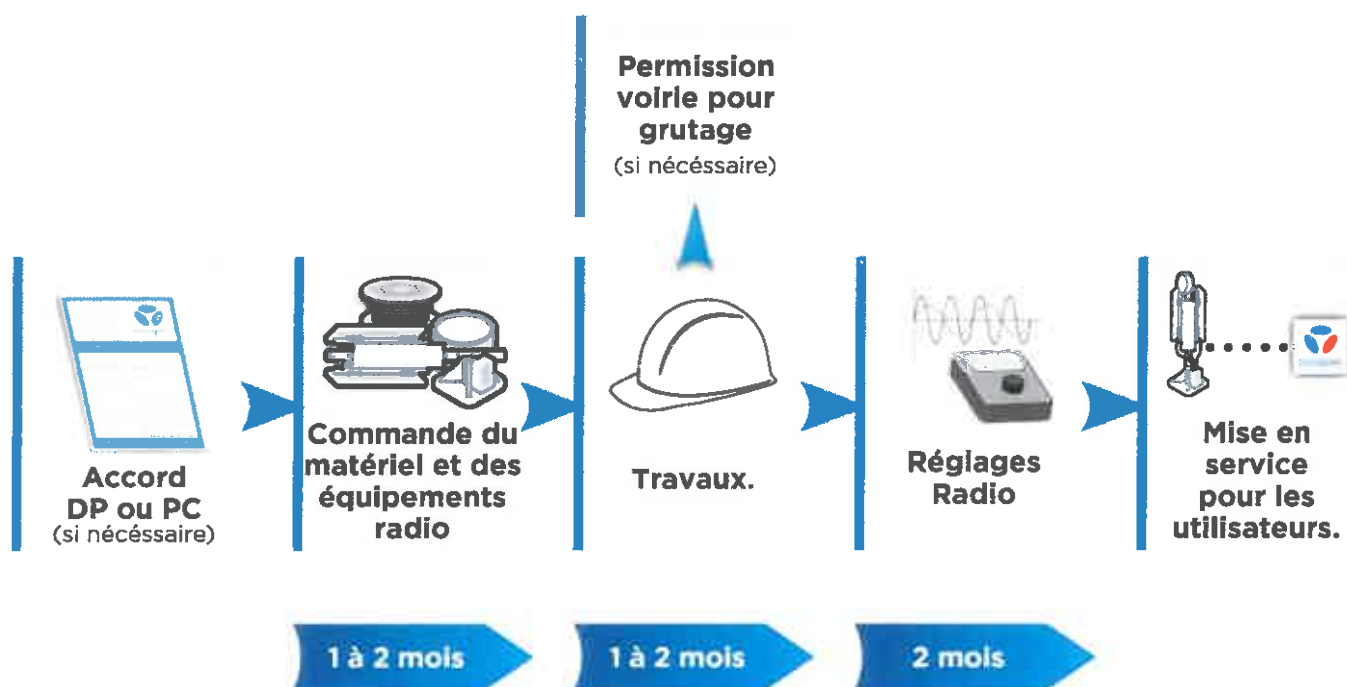 Permission
voirie pour
grutage
(si nécéssaire)
Accord
DP ou PC
(si nécéssaire)
Commande du
matériel et des
équipements
radio
Travaux.
Réglages
Radio
Mise en
service
pour les
utilisateurs.
1 à 2 mois
1 à 2 mois
2 mois